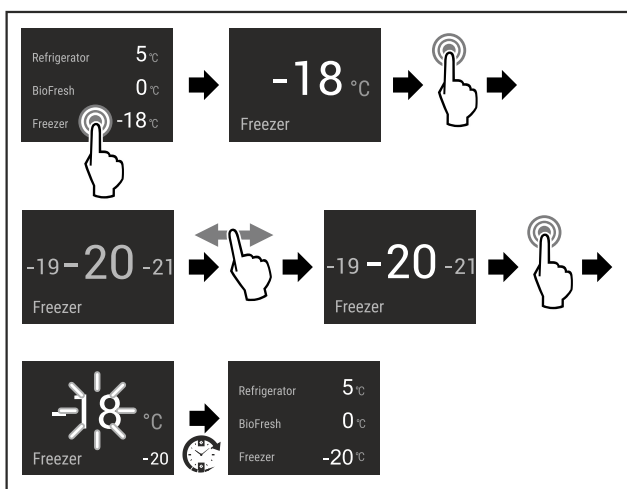 Refrigerator 5 °C
BioFresh 0 °C
Freezer -18 °C
-18 °C
Freezer
-19 -20 -21
Freezer
-19 -20 -21
Freezer
-18 °C
Freezer -20
Refrigerator 5 °C
BioFresh 0 °C
Freezer -20 °C